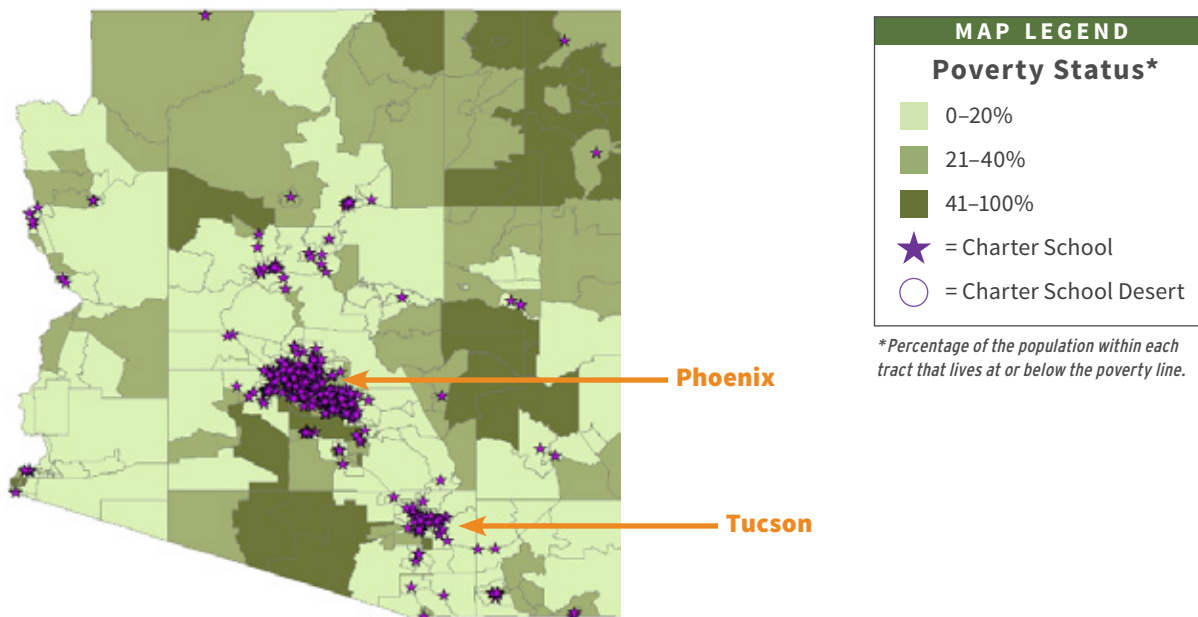 MAP LEGEND
Poverty Status*
0–20%
21–40%
41–100%
= Charter School
= Charter School Desert
*Percentage of the population within each
tract that lives at or below the poverty line.
Phoenix
Tucson